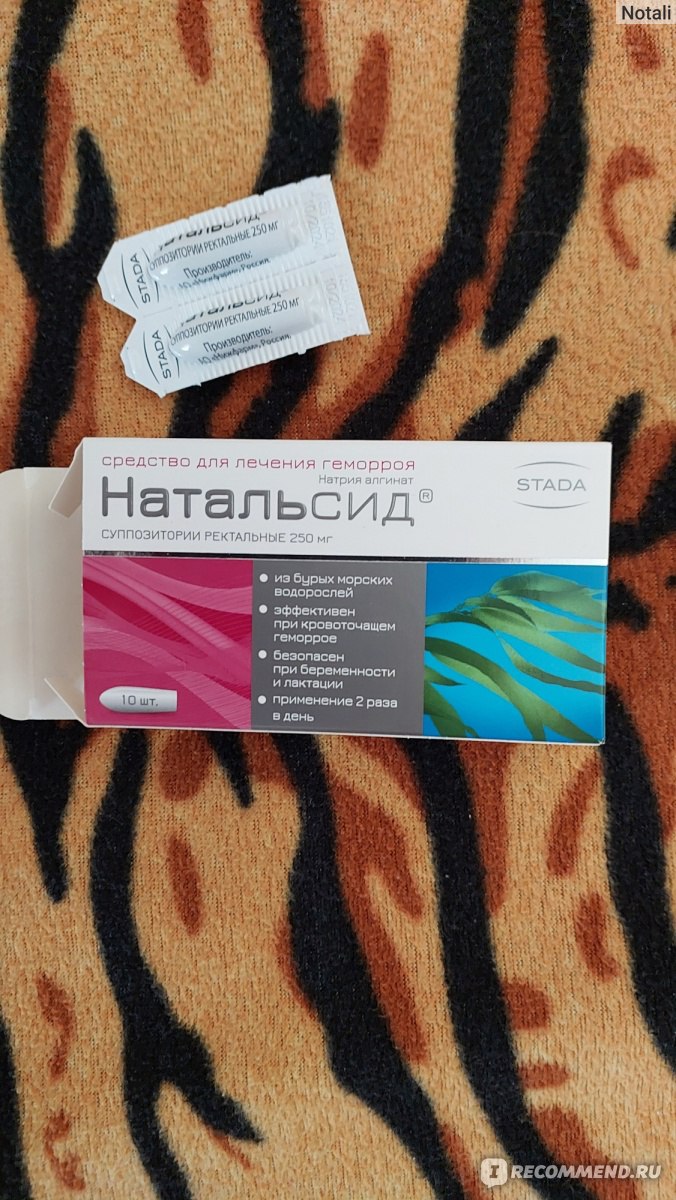 Notali
STADA
Натальсид
СУППОЗИТОРИИ РЕКТАЛЬНЫЕ 250 МГ
Производитель:
STADA
СУППОЗИТОРИИ РЕКТАЛЬНЫЕ 250 МГ
Производитель:
средство для лечения геморроя
Натрия алгинат
Натальсид®
СУППОЗИТОРИИ РЕКТАЛЬНЫЕ 250 мг
STADA
• из бурых морских
водорослей
• эффективен
при кровоточащем
геморрое
• безопасен
при беременности
и лактации
• применение 2 раза
в день
10 шт.
IRECOMMEND.RU